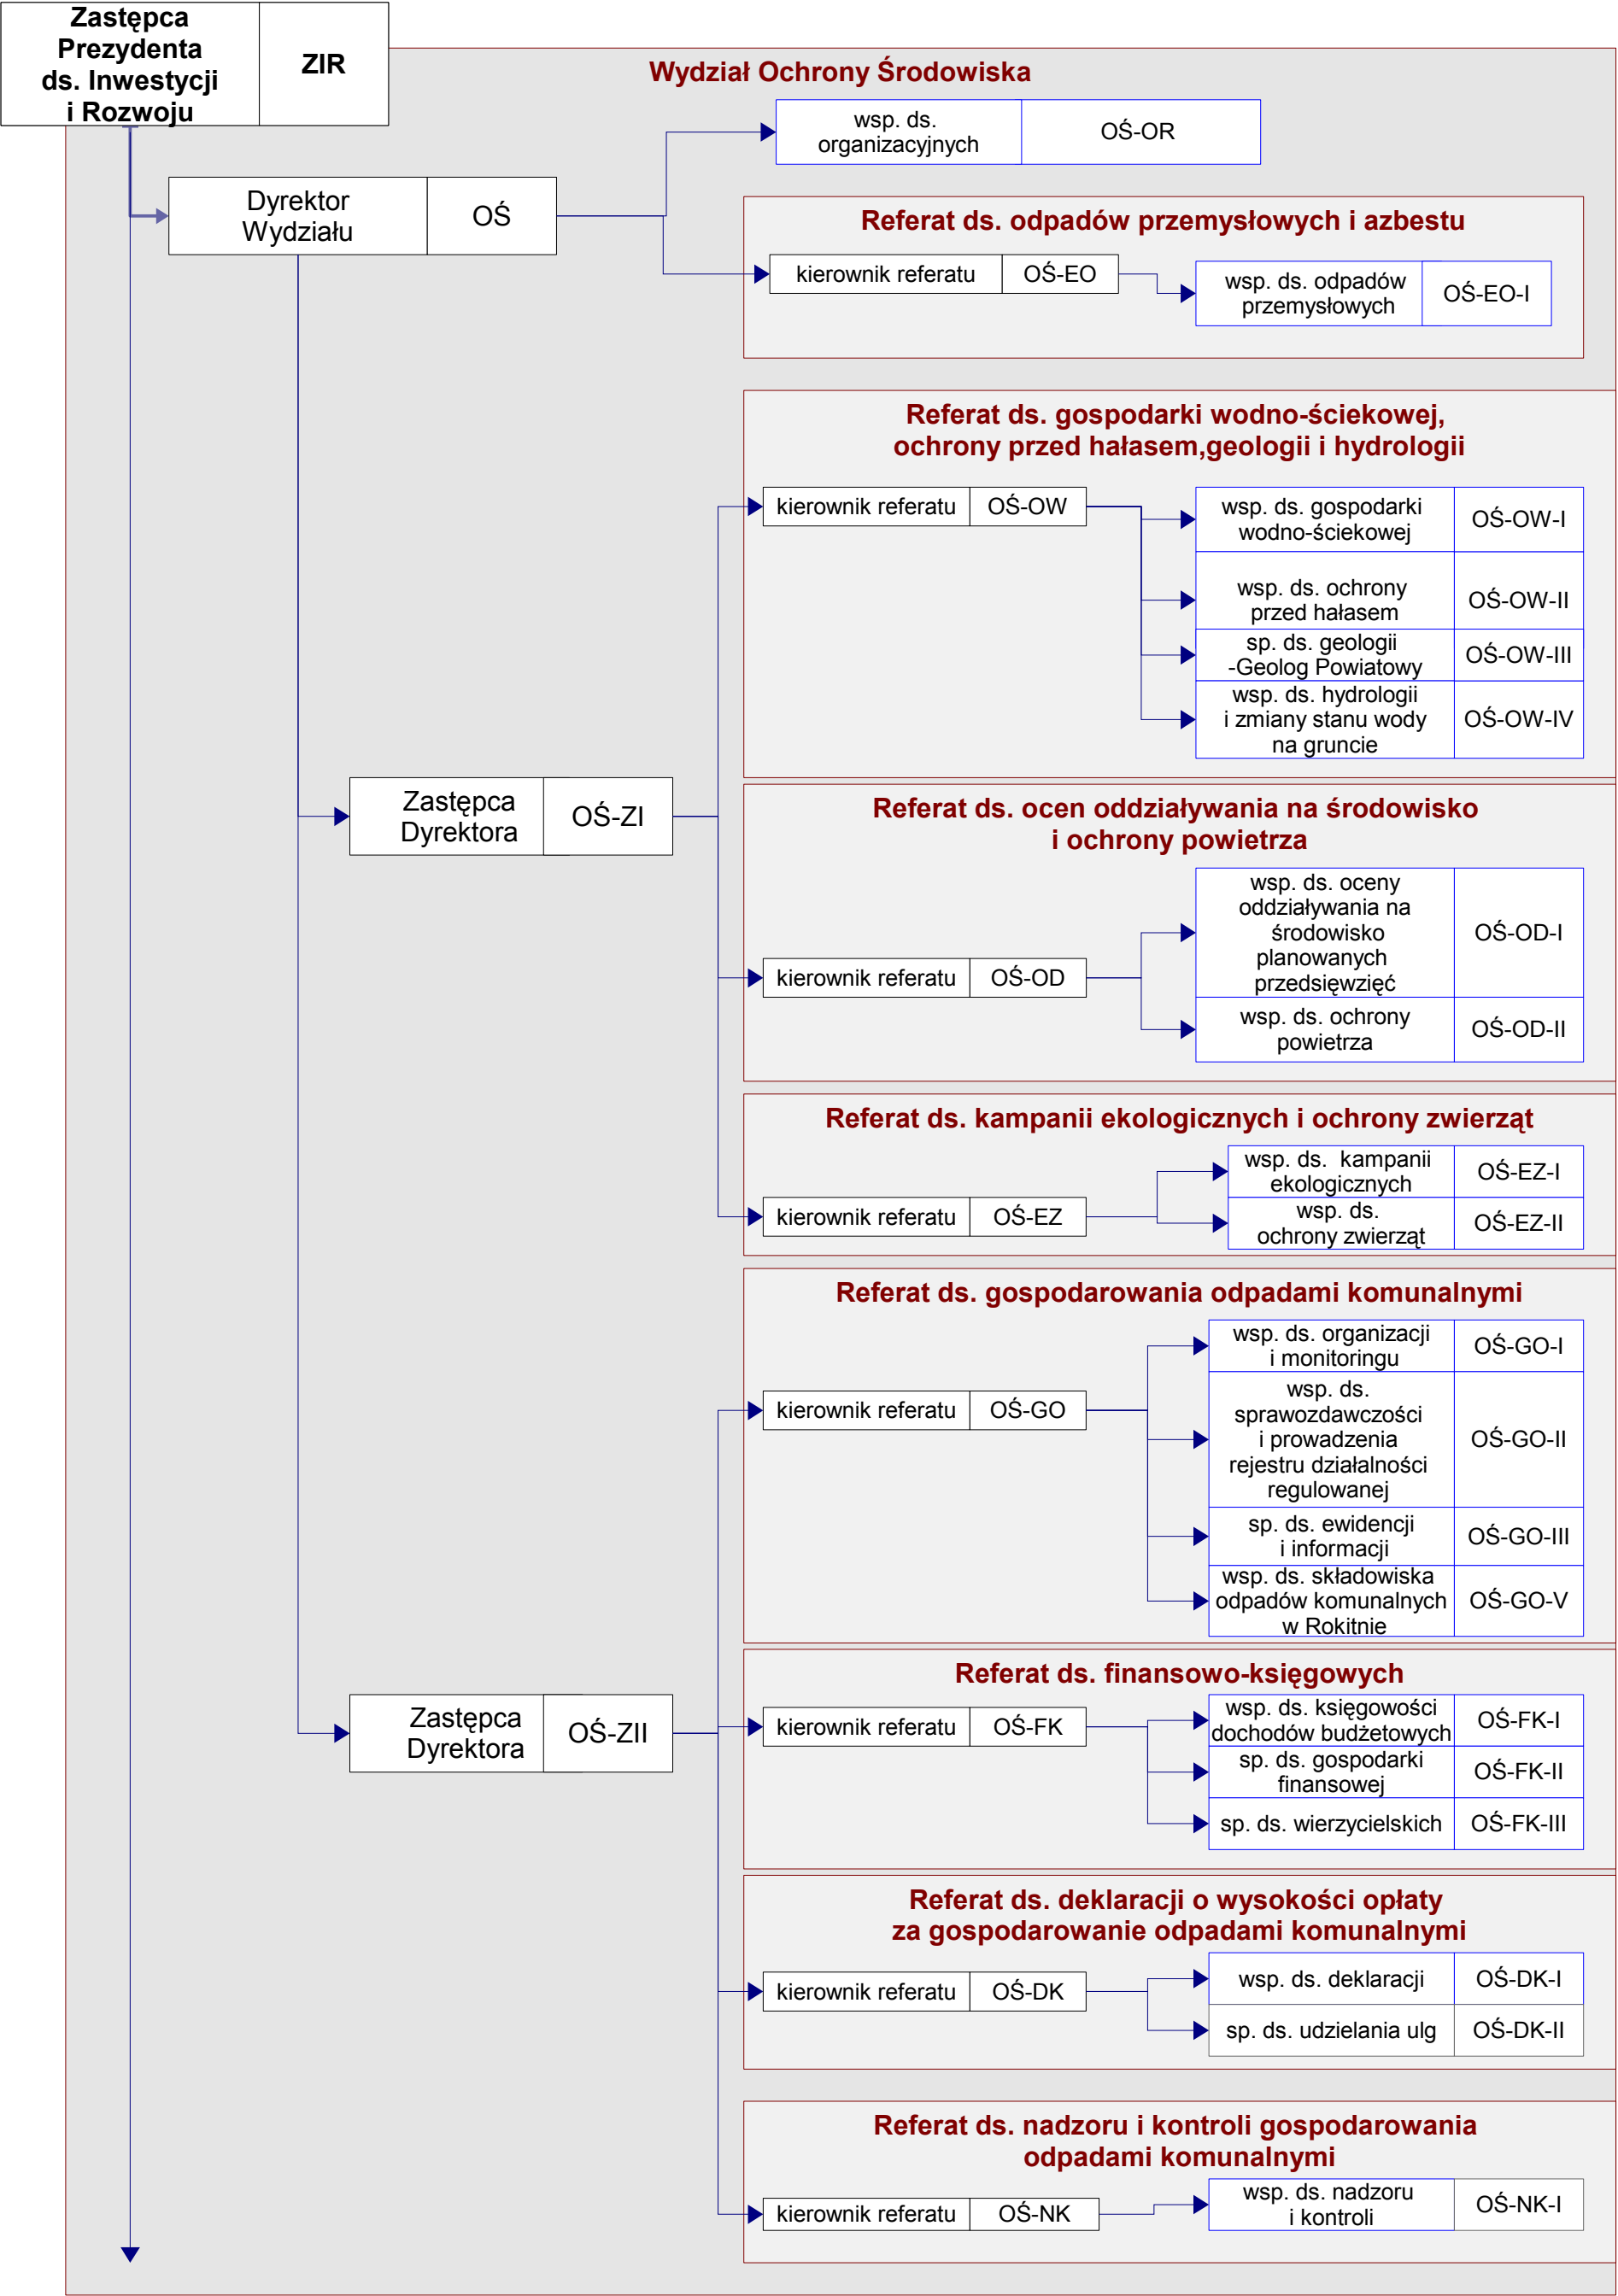 Zastępca
Prezydenta
ds. Inwestycji
i Rozwoju
ZIR
Wydział Ochrony Środowiska
wsp. ds.
organizacyjnych
OŚ-OR
Dyrektor
Wydziału
OŚ
Referat ds. odpadów przemysłowych i azbestu
kierownik referatu
OŚ-EO
wsp. ds. odpadów
przemysłowych
OŚ-EO-I
Referat ds. gospodarki wodno-ściekowej,
ochrony przed hałasem,geologii i hydrologii
kierownik referatu
OŚ-OW
wsp. ds. gospodarki
wodno-ściekowej
OŚ-OW-I
wsp. ds. ochrony
przed hałasem
OŚ-OW-II
sp. ds. geologii
-Geolog Powiatowy
OŚ-OW-III
wsp. ds. hydrologii
i zmiany stanu wody
na gruncie
OŚ-OW-IV
Zastępca
Dyrektora
OŚ-ZI
Referat ds. ocen oddziaływania na środowisko
i ochrony powietrza
kierownik referatu
OŚ-OD
wsp. ds. oceny
oddziaływania na
środowisko
planowanych
przedsięwzięć
OŚ-OD-I
wsp. ds. ochrony
powietrza
OŚ-OD-II
Referat ds. kampanii ekologicznych i ochrony zwierząt
kierownik referatu
OŚ-EZ
wsp. ds.  kampanii
ekologicznych
OŚ-EZ-I
wsp. ds.
ochrony zwierząt
OŚ-EZ-II
Referat ds. gospodarowania odpadami komunalnymi
kierownik referatu
OŚ-GO
wsp. ds. organizacji
i monitoringu
OŚ-GO-I
wsp. ds.
sprawozdawczości
i prowadzenia
rejestru działalności
regulowanej
OŚ-GO-II
sp. ds. ewidencji
i informacji
OŚ-GO-III
wsp. ds. składowiska
odpadów komunalnych
w Rokitnie
OŚ-GO-V
Zastępca
Dyrektora
OŚ-ZII
Referat ds. finansowo-księgowych
kierownik referatu
OŚ-FK
wsp. ds. księgowości
dochodów budżetowych
OŚ-FK-I
sp. ds. gospodarki
finansowej
OŚ-FK-II
sp. ds. wierzycielskich
OŚ-FK-III
Referat ds. deklaracji o wysokości opłaty
za gospodarowanie odpadami komunalnymi
kierownik referatu
OŚ-DK
wsp. ds. deklaracji
OŚ-DK-I
sp. ds. udzielania ulg
OŚ-DK-II
Referat ds. nadzoru i kontroli gospodarowania
odpadami komunalnymi
kierownik referatu
OŚ-NK
wsp. ds. nadzoru
i kontroli
OŚ-NK-I